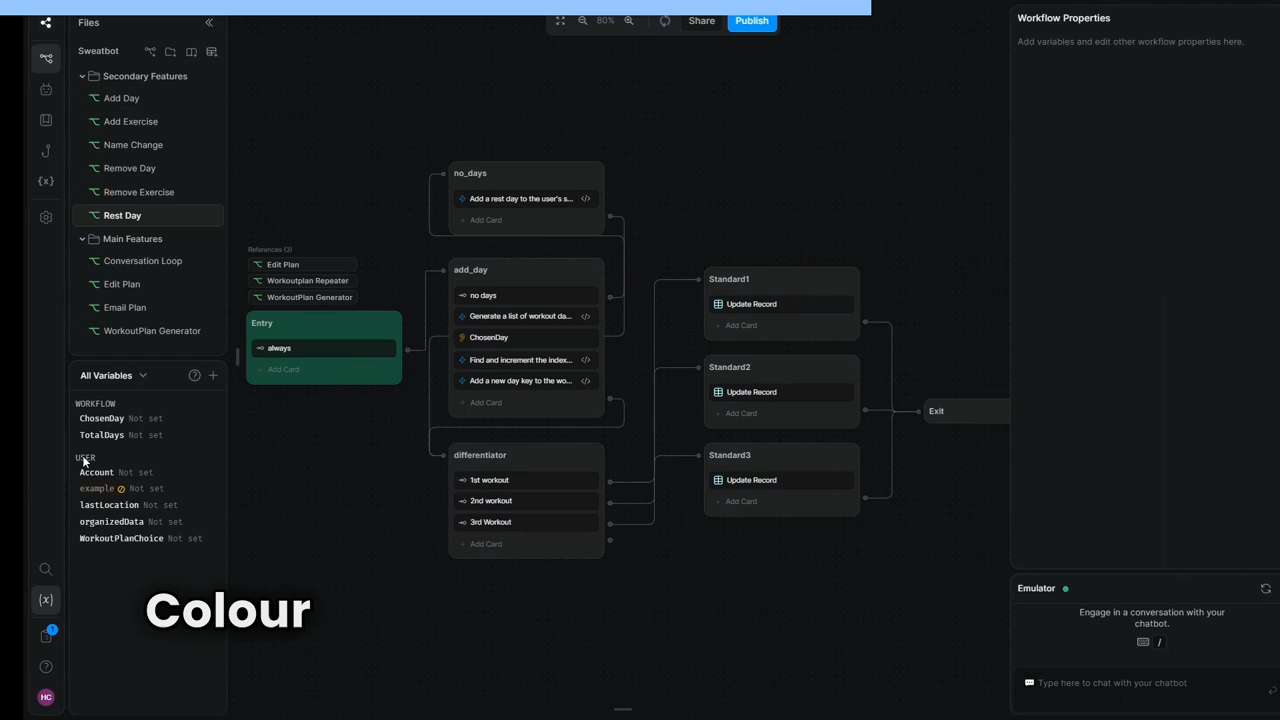 Files
Sweatbot
Secondary Features
Add Day
Add Exercise
Name Change
Remove Day
Remove Exercise
Rest Day
Main Features
Conversation Loop
Edit Plan
Email Plan
WorkoutPlan Generator
All Variables
WORKFLOW
ChosenDay Not set
TotalDays Not set
USER
Account Not set
example Not set
lastLocation Not set
organizedData Not set
WorkoutPlanChoice Not set
1
HC
Colour
80%
Share
Publish
References (3)
Edit Plan
Workoutplan Repeater
WorkoutPlan Generator
Entry
always
Add Card
no_days
Add a rest day to the user's s...
Add Card
add_day
no days
Generate a list of workout da...
ChosenDay
Find and increment the index...
Add a new day key to the wo...
Add Card
differentiator
1st workout
2nd workout
3rd Workout
Add Card
Standard1
Update Record
Add Card
Standard2
Update Record
Add Card
Standard3
Update Record
Add Card
Exit
Workflow Properties
Add variables and edit other workflow properties here.
Emulator
Engage in a conversation with your
chatbot.
/
Type here to chat with your chatbot